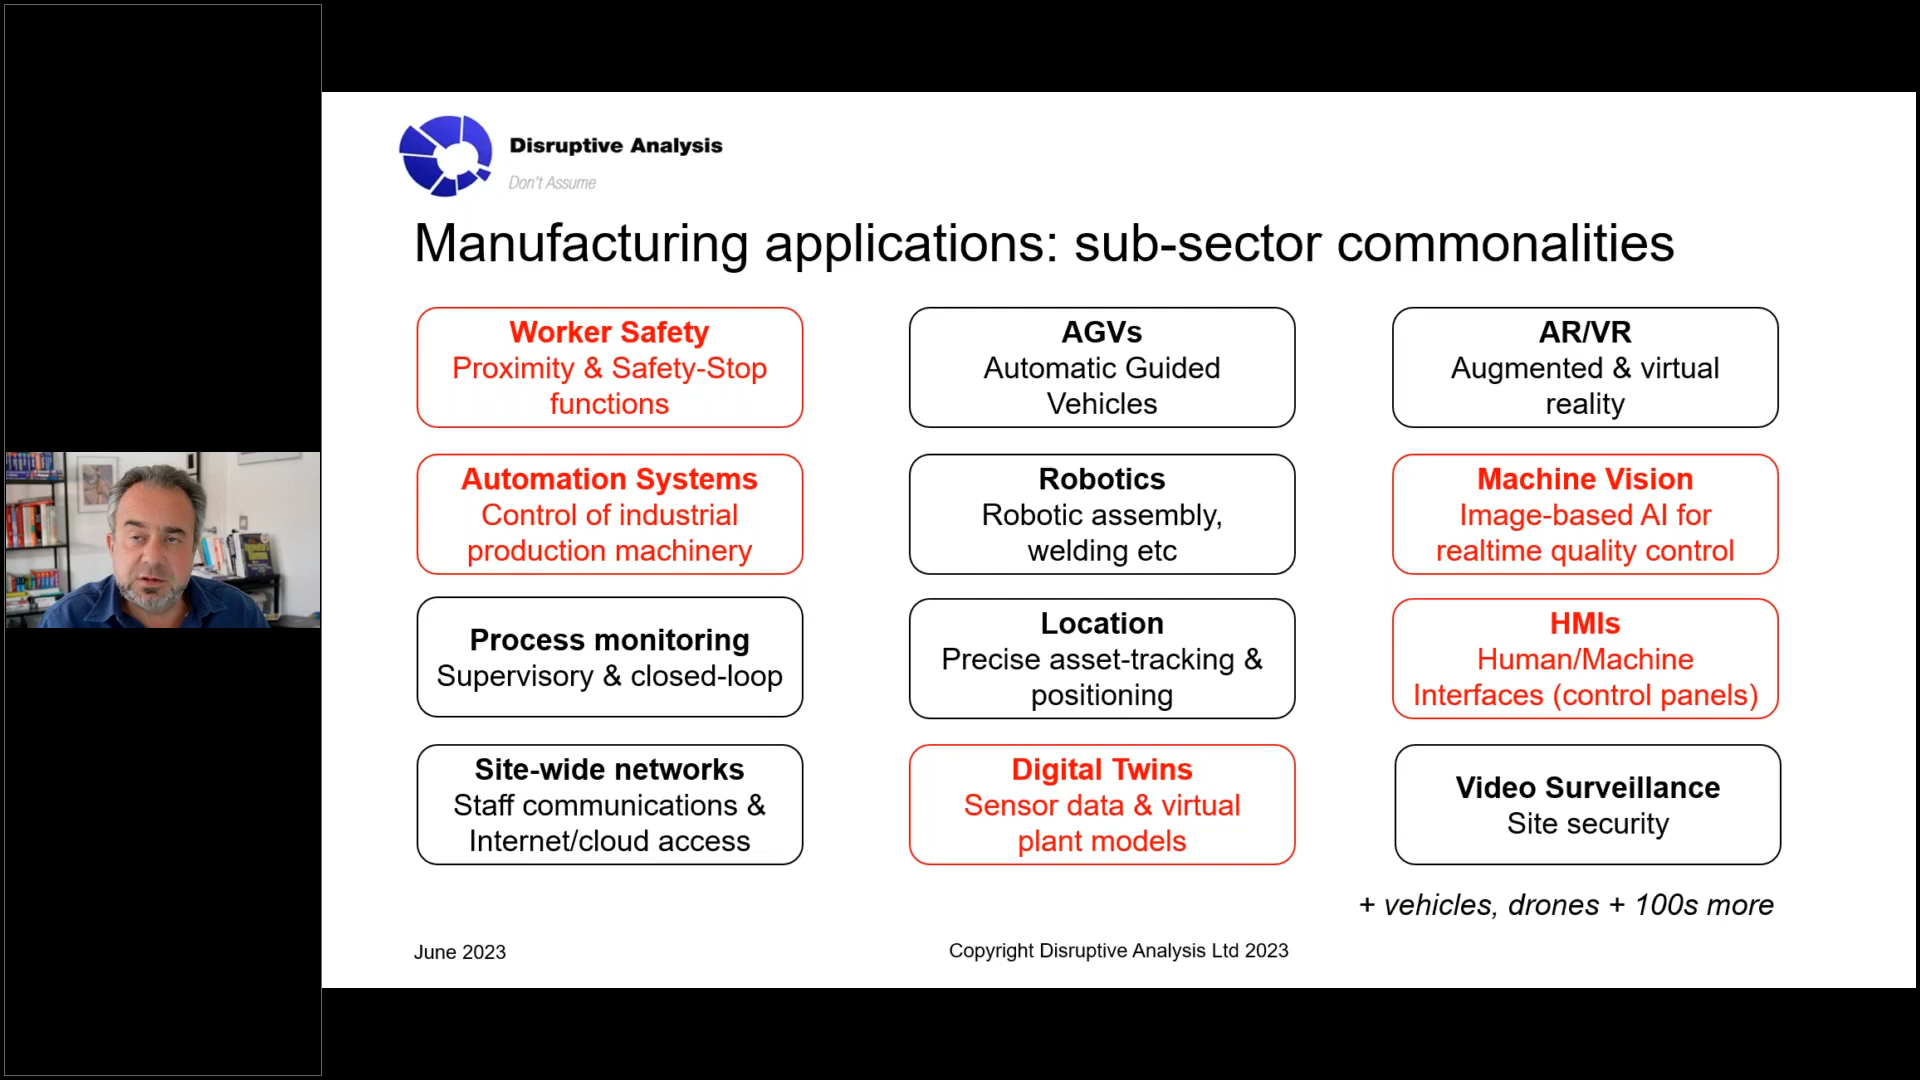 Disruptive Analysis
Don't Assume
Manufacturing applications: sub-sector commonalities
Worker Safety
Proximity & Safety-Stop
functions
AGVs
Automatic Guided
Vehicles
AR/VR
Augmented & virtual
reality
Automation Systems
Control of industrial
production machinery
Robotics
Robotic assembly,
welding etc
Machine Vision
Image-based AI for
realtime quality control
Process monitoring
Supervisory & closed-loop
Location
Precise asset-tracking &
positioning
HMIs
Human/Machine
Interfaces (control panels)
Site-wide networks
Staff communications &
Internet/cloud access
Digital Twins
Sensor data & virtual
plant models
Video Surveillance
Site security
+ vehicles, drones + 100s more
June 2023
Copyright Disruptive Analysis Ltd 2023